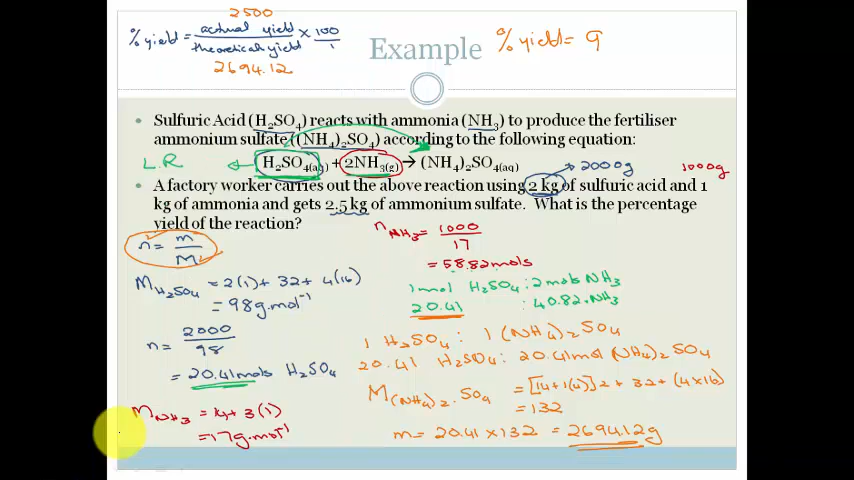 2500
% yield = actual yield / theoretical yield × 100 / 1
2694.12
Example
% yield = 9
Sulfuric Acid (H₂SO₄) reacts with ammonia (NH₃) to produce the fertiliser
ammonium sulfate ((NH₄)₂SO₄) according to the following equation:
L.R
H₂SO₄(aq) + 2NH₃(g) → (NH₄)₂SO₄(aq)
2000g
1000g
A factory worker carries out the above reaction using 2 kg of sulfuric acid and 1
kg of ammonia and gets 2.5 kg of ammonium sulfate. What is the percentage
yield of the reaction?
n = m / M
M H₂SO₄ = 2(1) + 32 + 4(16)
= 98g.mol⁻¹
n = 2000 / 98
= 20.41 mols H₂SO₄
M NH₃ = 14 + 3(1)
= 17g.mol⁻¹
n NH₃ = 1000 / 17
= 58.82 mols
1 mol H₂SO₄ : 2 mols NH₃
20.41 : 40.82 NH₃
1 H₂SO₄ : 1 (NH₄)₂SO₄
20.41 H₂SO₄ : 20.41 mol (NH₄)₂SO₄
M (NH₄)₂SO₄ = [14 + 1(4)]2 + 32 + (4×16)
= 132
m = 20.41 × 132 = 2694.12g